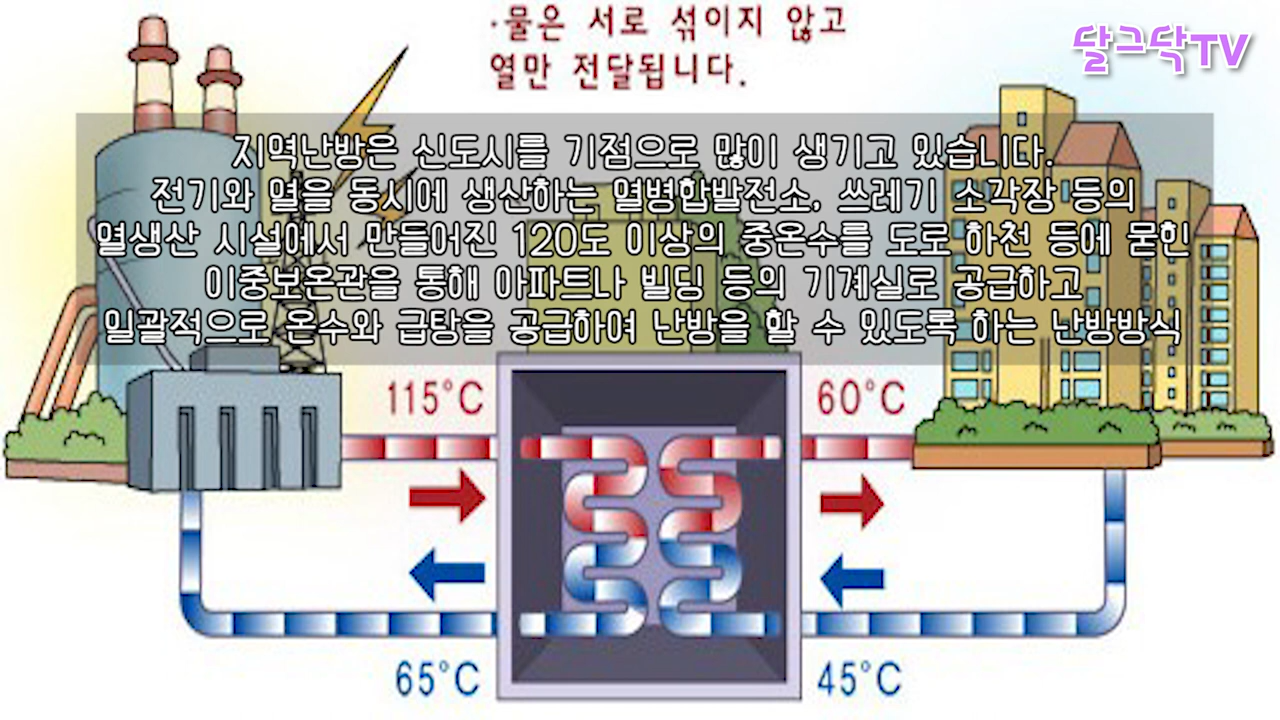 ·물은 서로 섞이지 않고
열만 전달됩니다.
달그닥TV
지역난방은 신도시를 기점으로 많이 생기고 있습니다.
전기와 열을 동시에 생산하는 열병합발전소, 쓰레기 소각장 등의
열생산 시설에서 만들어진 120도 이상의 중온수를 도로 하천 등에 묻힌
이중보온관을 통해 아파트나 빌딩 등의 기계실로 공급하고
일괄적으로 온수와 급탕을 공급하여 난방을 할 수 있도록 하는 난방방식
115°C
60°C
65°C
45°C